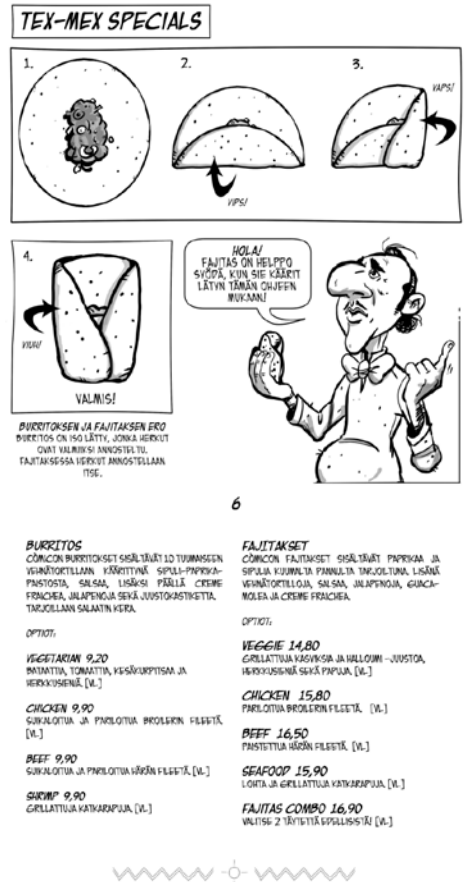 TEX-MEX SPECIALS
1.
2.
3.
VIPS!
VAPS!
4.
VIUH!
VALMIS!
HOLA!
FAJITAS ON HELPPO
SYÖDÄ, KUN SIE KÄÄRIT
LÄTYN TÄMÄN OHJEEN
MUKAAN!
BURRITOKSEN JA FAJITAKSEN ERO
BURRITOS ON ISO LÄTTY, JONKA HERKUT
OVAT VALMIIKSI ANNOSTELTU.
FAJITAKSESSA HERKUT ANNOSTELLAAN
ITSE.
6
BURRITOS
COMICON BURRITOKSET SISÄLTÄVÄT 10 TUUMAISEEN
VEHNÄTORTILLAAN KÄÄRITTYNÄ SIPULI-PAPRIKA-
PAISTOSTA, SALSAA, LISÄKSI PÄÄLLÄ CREME
FRAICHEA, JALAPENOJA SEKÄ JUUSTOKASTIKETTA.
TARJOILLAAN SALAATIN KERA.
OPTIOT:
VEGETARIAN 9,20
BATAATTIA, TOMAATTIA, KESÄKURPITSAA JA
HERKKUSIENIÄ. [VL]
CHICKEN 9,90
SUIKALOITUA JA PARILOITUA BROILERIN FILEETÄ.
[VL]
BEEF 9,90
SUIKALOITUA JA PARILOITUA HÄRÄN FILEETÄ. [VL]
SHRIMP 9,90
GRILLATTUJA KATKARAPUJA. [VL]
FAJITAKSET
COMICON FAJITAKSET SISÄLTÄVÄT PAPRIKAA JA
SIPULIA KUUMALTA PANNULTA TARJOILTUNA. LISÄNÄ
VEHNÄTORTILLOJA, SALSAA, JALAPENOJA, GUACA-
MOLEA JA CREME FRAICHEA.
OPTIOT:
VEGGIE 14,80
GRILLATTUJA KASVIKSIA JA HALLOUMI -JUUSTOA,
HERKKUSIENIÄ SEKÄ PAPUJA. [VL]
CHICKEN 15,80
PARILOITUA BROILERIN FILEETÄ. [VL]
BEEF 16,50
PAISTETTUA HÄRÄN FILEETÄ. [VL]
SEAFOOD 15,90
LOHTA JA GRILLATTUJA KATKARAPUJA. [VL]
FAJITAS COMBO 16,90
VALITSE 2 TÄYTETTÄ EDELLISISTÄ! [VL]